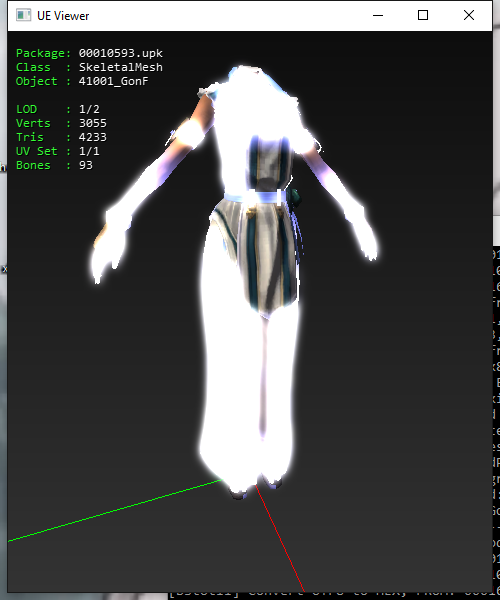 UE Viewer
Package: 00010593.upk
Class : SkeletalMesh
Object : 41001_GonF
LOD : 1/2
Verts : 3055
Tris : 4233
UV Set : 1/1
Bones : 93